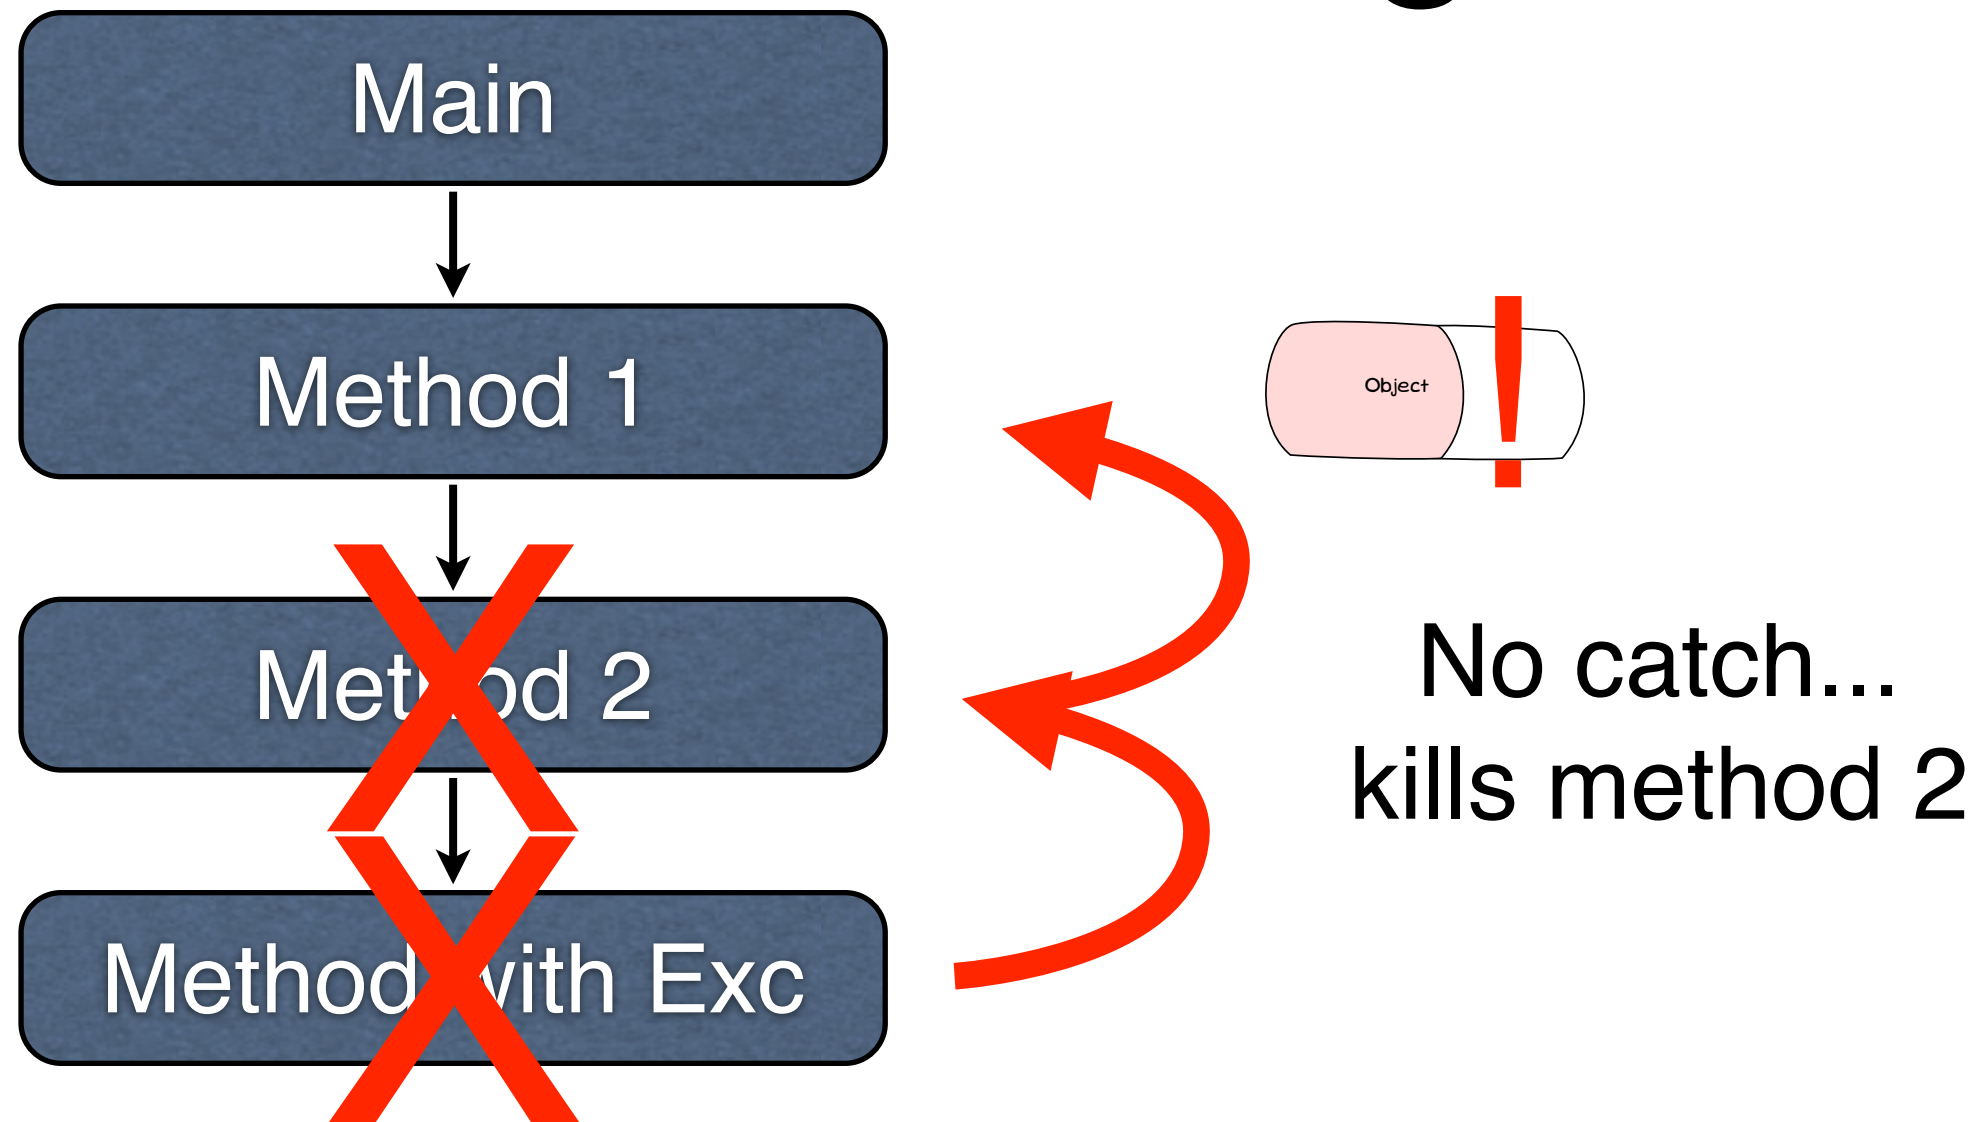 Main
Method 1
Object
!
No catch...
Method 2
kills method 2
Method with Exc